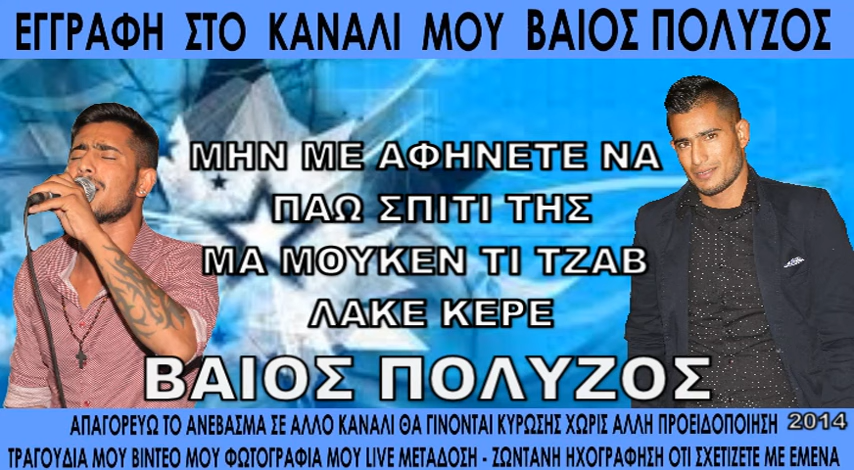 ΕΓΓΡΑΦΗ ΣΤΟ ΚΑΝΑΛΙ ΜΟΥ ΒΑΙΟΣ ΠΟΛΥΖΟΣ
ΜΗΝ ΜΕ ΑΦΗΝΕΤΕ ΝΑ
ΠΑΩ ΣΠΙΤΙ ΤΗΣ
ΜΑ ΜΟΥΚΕΝ ΤΙ ΤΖΑΒ
ΛΑΚΕ ΚΕΡΕ
ΒΑΙΟΣ ΠΟΛΥΖΟΣ
ΑΠΑΓΟΡΕΥΩ ΤΟ ΑΝΕΒΑΣΜΑ ΣΕ ΑΛΛΟ ΚΑΝΑΛΙ ΘΑ ΓΙΝΟΝΤΑΙ ΚΥΡΩΣΗΣ ΧΩΡΙΣ ΑΛΛΗ ΠΡΟΕΙΔΟΠΟΙΗΣΗ 2014
ΤΡΑΓΟΥΔΙΑ ΜΟΥ ΒΙΝΤΕΟ ΜΟΥ ΦΩΤΟΓΡΑΦΙΑ ΜΟΥ LIVE ΜΕΤΑΔΟΣΗ - ΖΩΝΤΑΝΗ ΗΧΟΓΡΑΦΗΣΗ ΟΤΙ ΣΧΕΤΙΖΕΤΕ ΜΕ ΕΜΕΝΑ